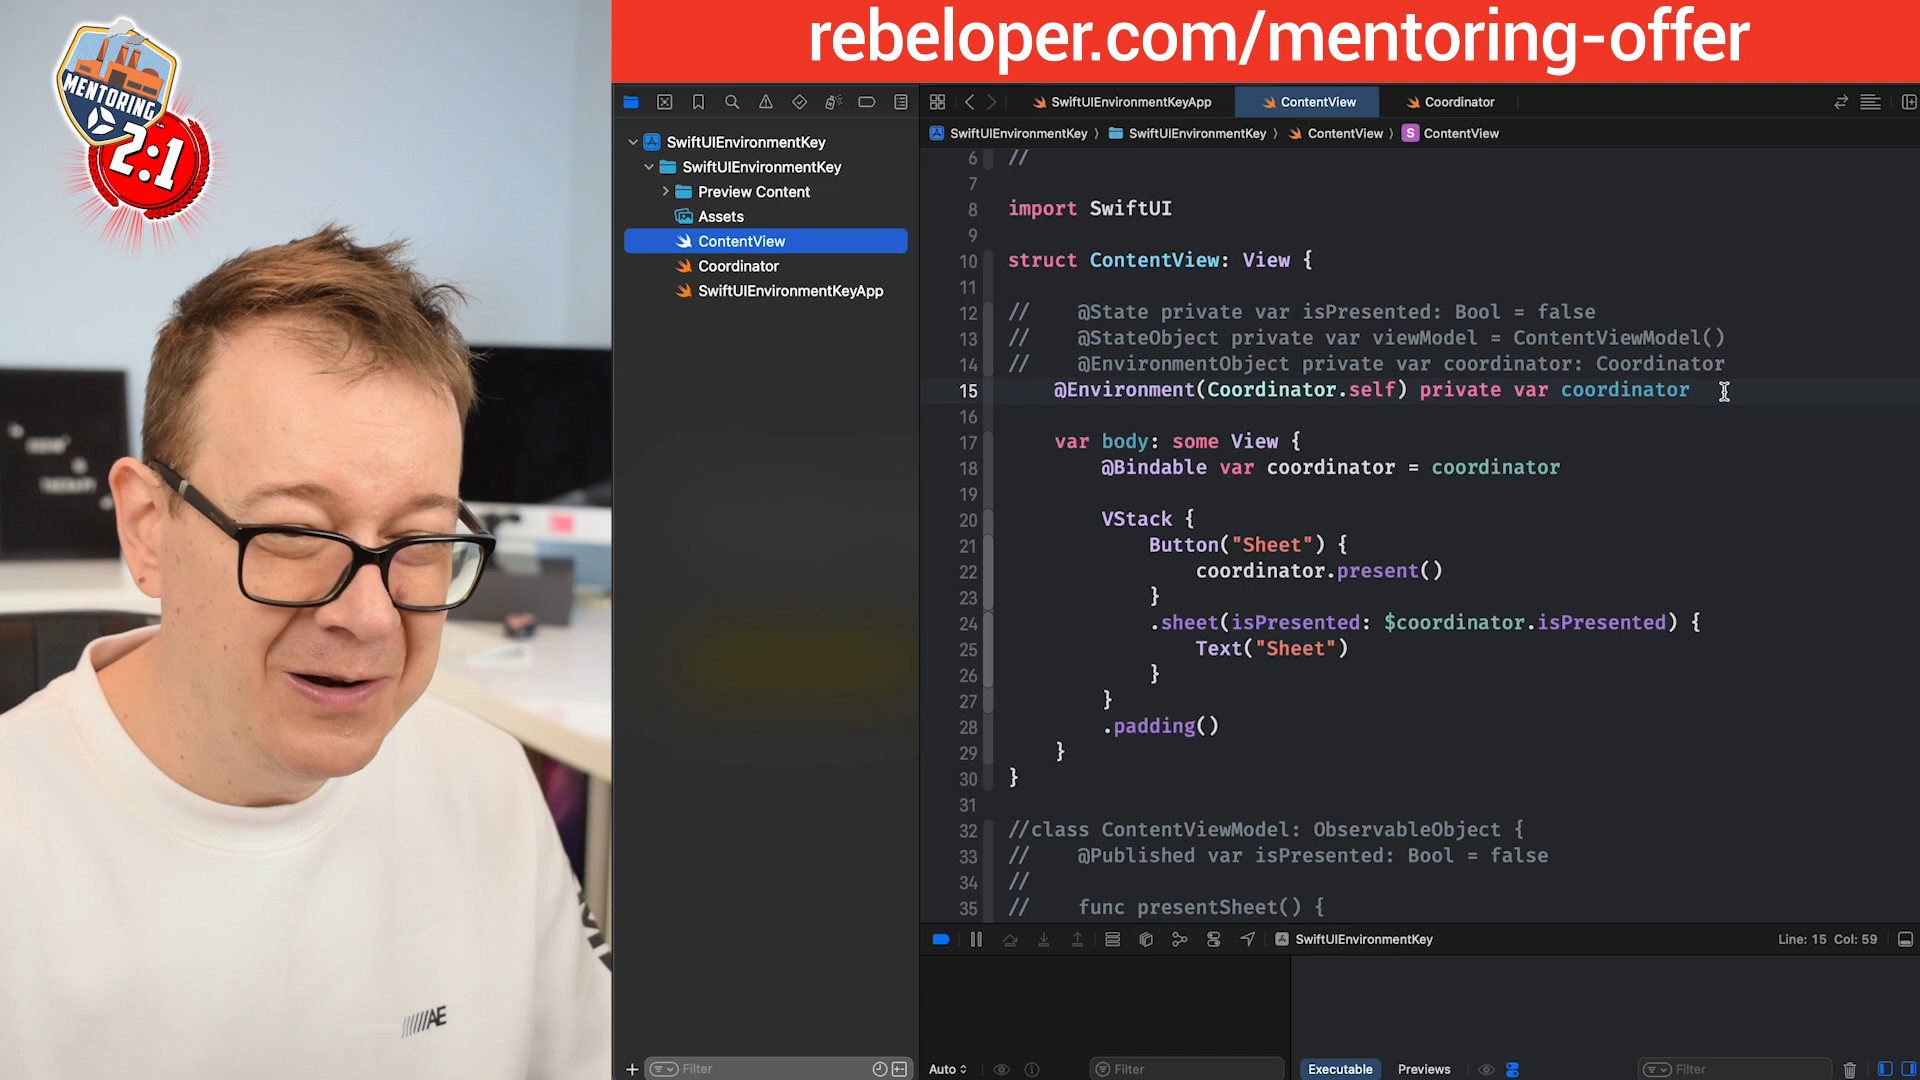 rebeloper.com/mentoring-offer
MENTORING
2:1
SwiftUIEnvironmentKey
SwiftUIEnvironmentKey
Preview Content
Assets
ContentView
Coordinator
SwiftUIEnvironmentKeyApp
Filter
SwiftUIEnvironmentKeyApp ContentView Coordinator
SwiftUIEnvironmentKey SwiftUIEnvironmentKey ContentView S ContentView
6 //
7
8 import SwiftUI
9
10 struct ContentView: View {
11
12 // @State private var isPresented: Bool = false
13 // @StateObject private var viewModel = ContentViewModel()
14 // @EnvironmentObject private var coordinator: Coordinator
15 @Environment(Coordinator.self) private var coordinator
16
17 var body: some View {
18 @Bindable var coordinator = coordinator
19
20 VStack {
21 Button("Sheet") {
22 coordinator.present()
23 }
24 .sheet(isPresented: $coordinator.isPresented) {
25 Text("Sheet")
26 }
27 }
28 .padding()
29 }
30 }
31
32 //class ContentViewModel: ObservableObject {
33 // @Published var isPresented: Bool = false
34 //
35 // func presentSheet() {
SwiftUIEnvironmentKey Line: 15 Col: 59
Auto Filter Executable Previews Filter
AE